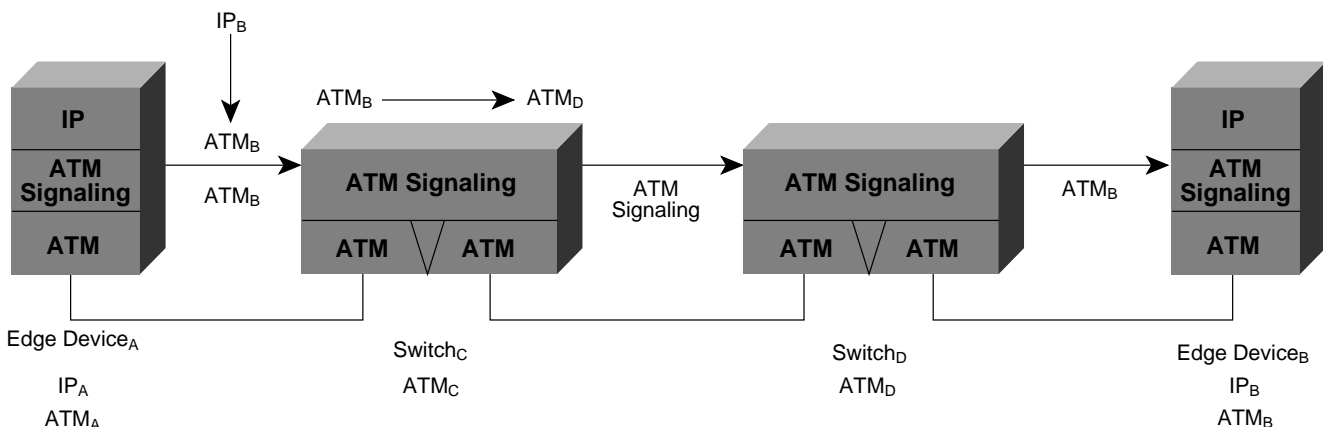 IPB
ATMB
ATMB
ATMB ATMD
IP
ATM
Signaling
ATM
ATM Signaling
ATM ATM
ATM
Signaling
ATM Signaling
ATM ATM
ATMB
IP
ATM
Signaling
ATM
Edge DeviceA
IPA
ATMA
SwitchC
ATMC
SwitchD
ATMD
Edge DeviceB
IPB
ATMB